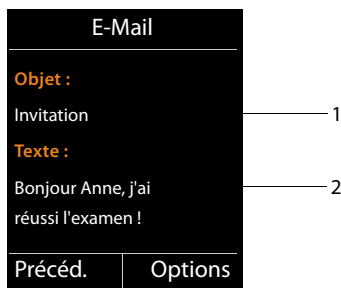 E-Mail
Objet :
Invitation
1
Texte :
Bonjour Anne, j'ai
2
réussi l'examen !
Précéd.
Options